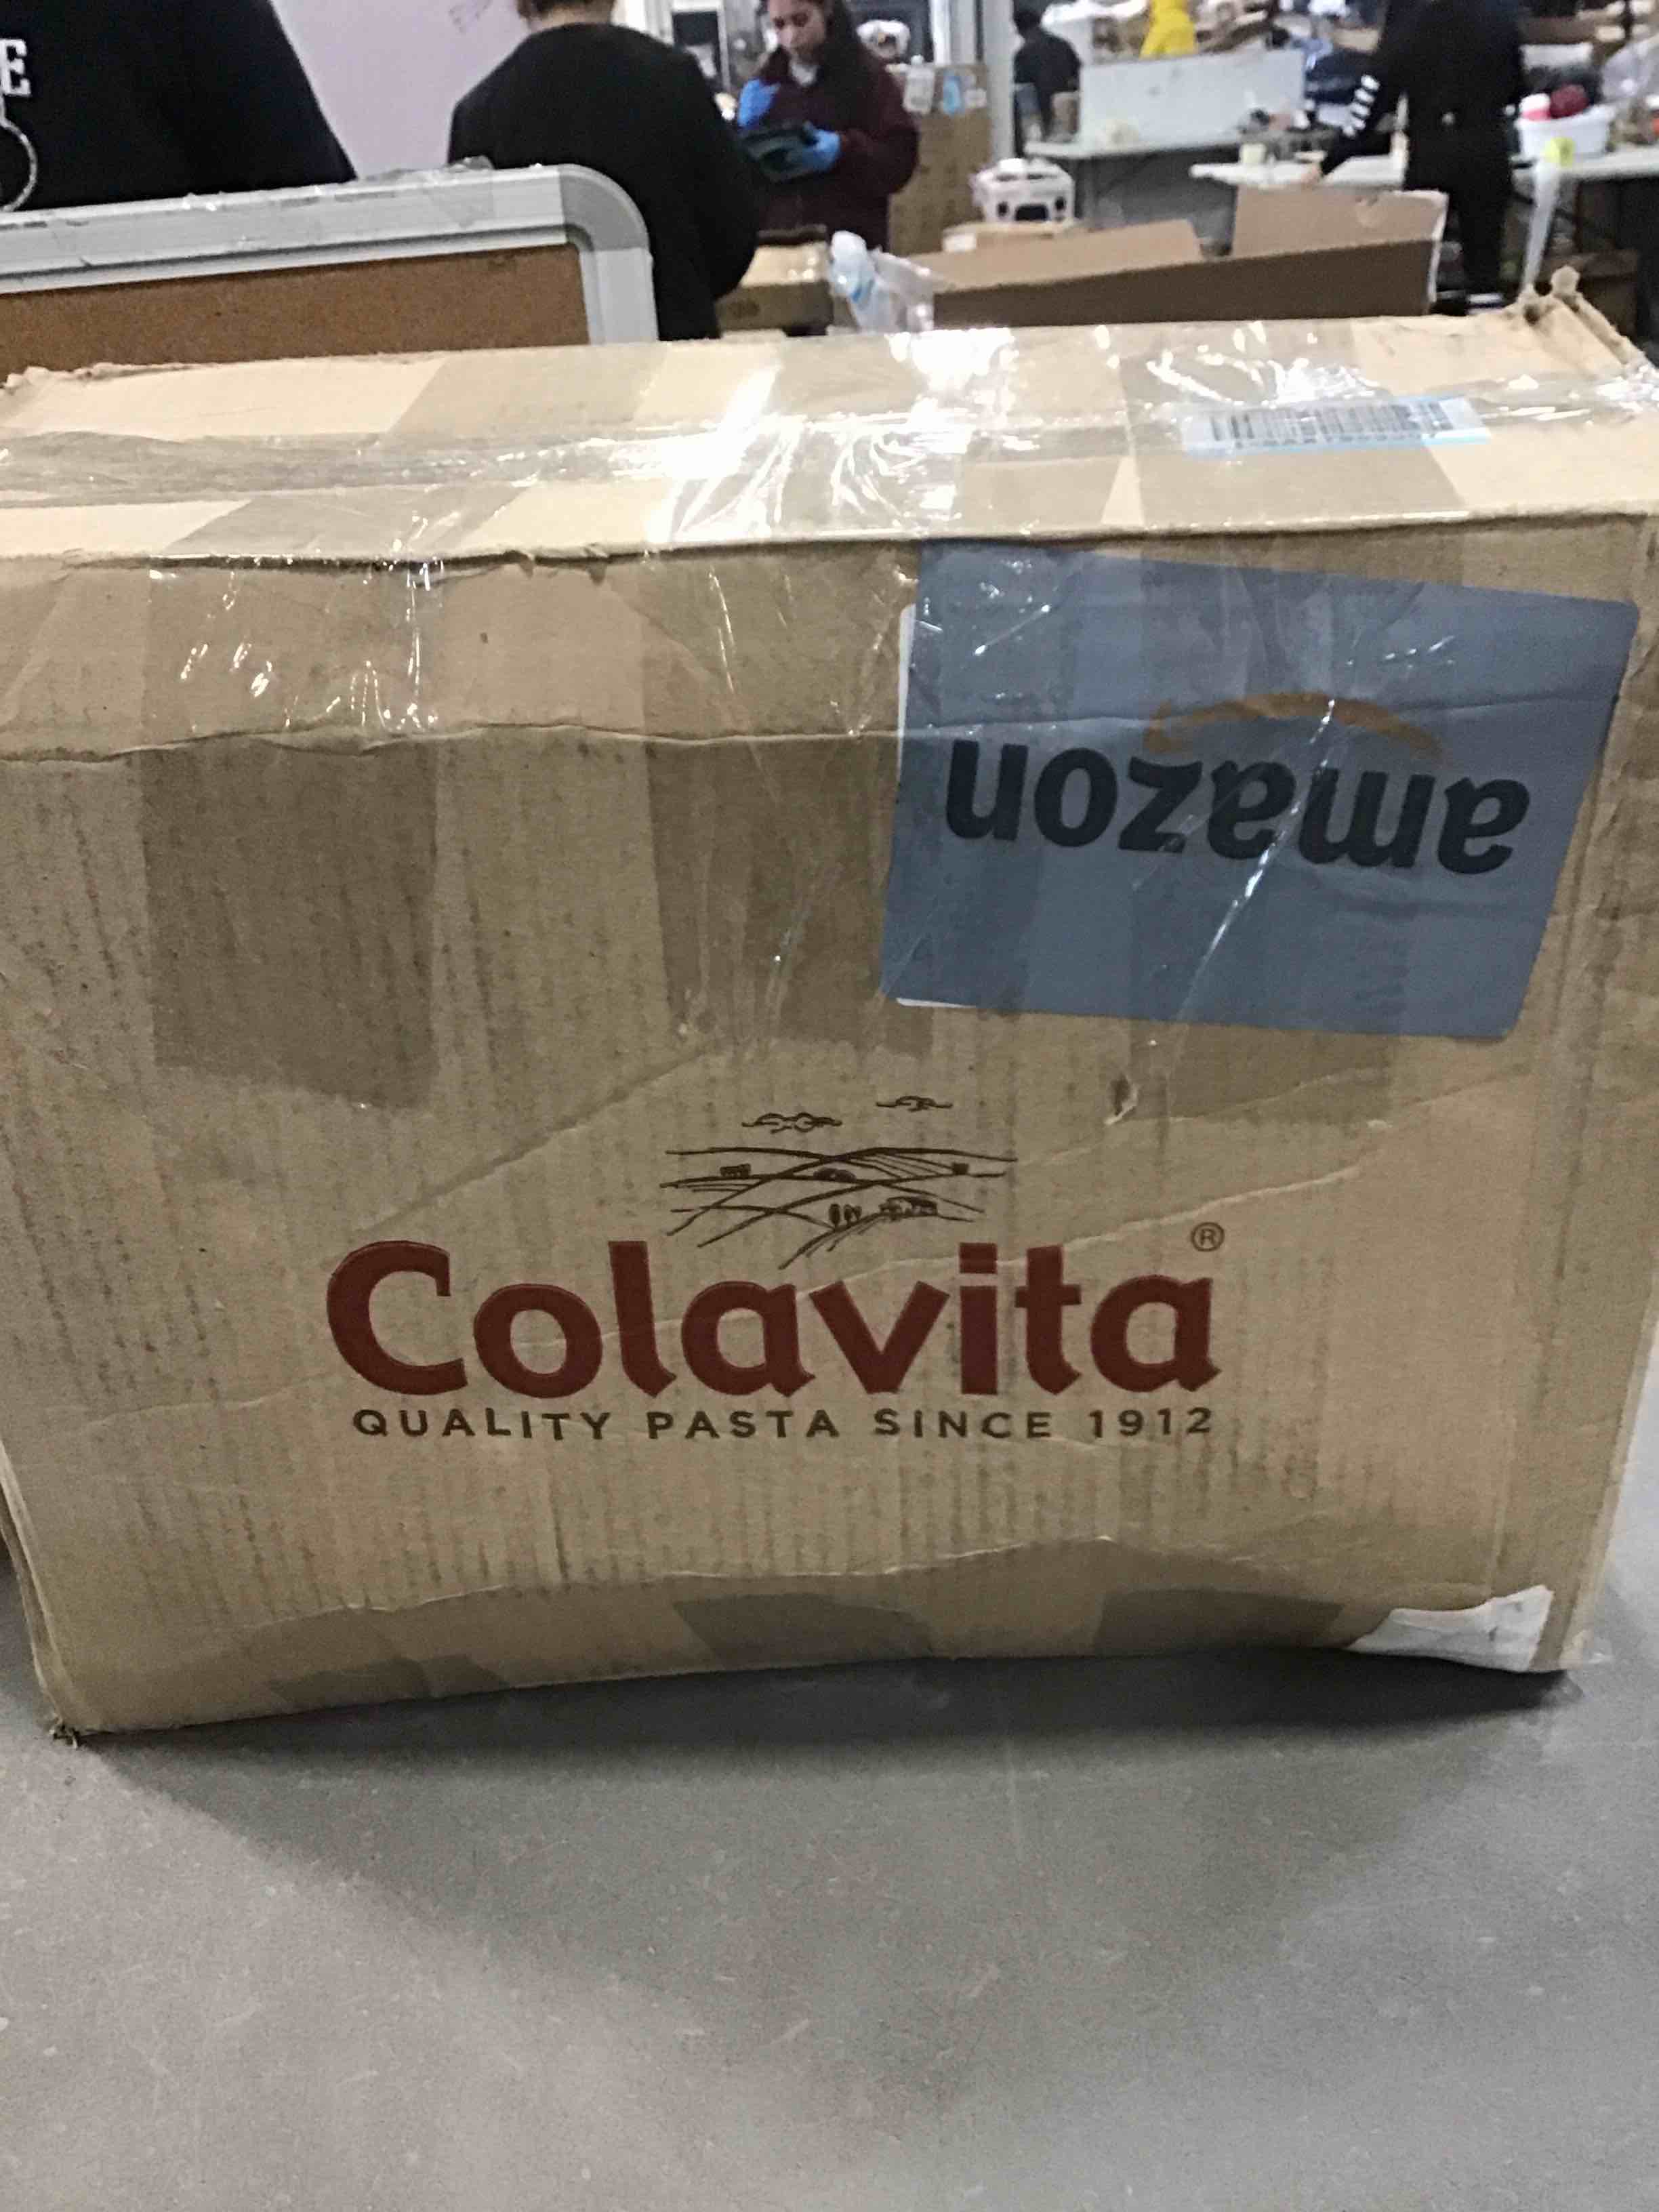 E
amazon
Colavita®
QUALITY PASTA SINCE 1912